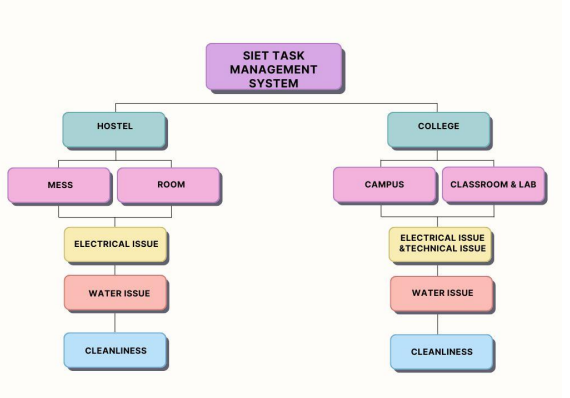 SIET TASK
MANAGEMENT
SYSTEM
HOSTEL
COLLEGE
MESS
ROOM
CAMPUS
CLASSROOM & LAB
ELECTRICAL ISSUE
ELECTRICAL ISSUE
&TECHNICAL ISSUE
WATER ISSUE
WATER ISSUE
CLEANLINESS
CLEANLINESS